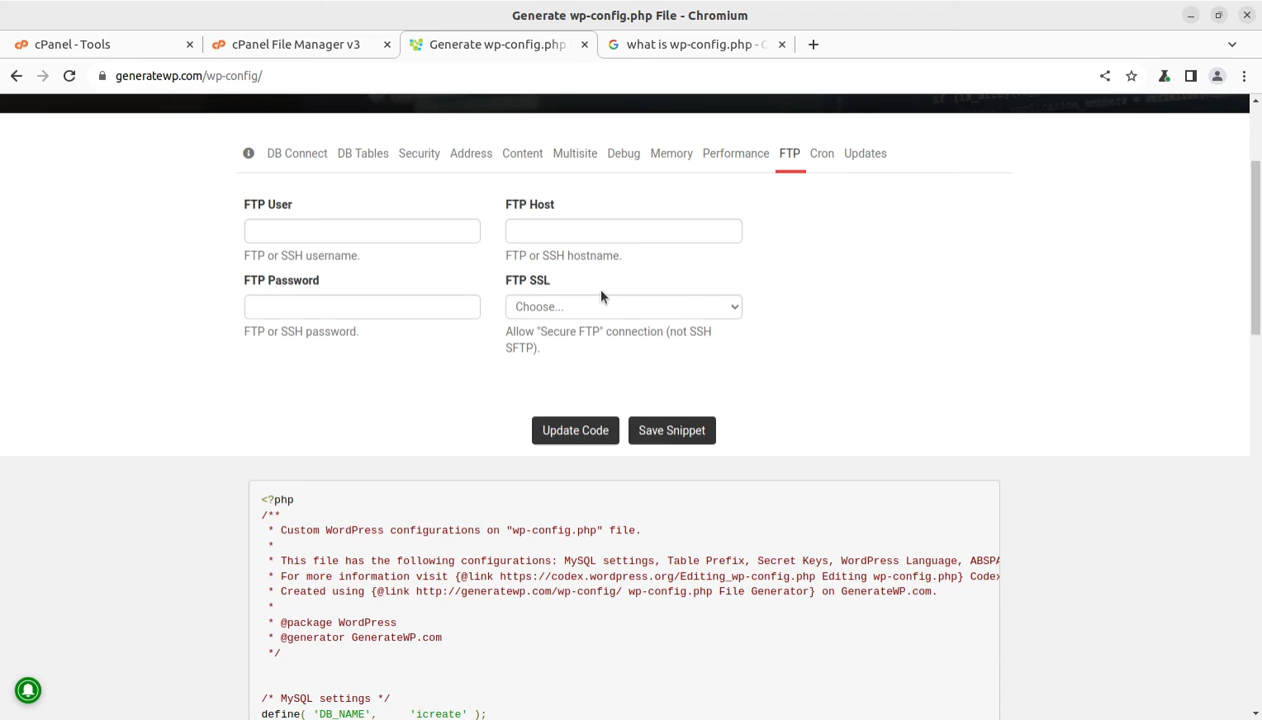 Generate wp-config.php File - Chromium
cPanel - Tools
cPanel File Manager v3
Generate wp-config.php
what is wp-config.php - G
generatewp.com/wp-config/
DB Connect DB Tables Security Address Content Multisite Debug Memory Performance FTP Cron Updates
FTP User
FTP Host
FTP or SSH username.
FTP or SSH hostname.
FTP Password
FTP SSL
Choose...
FTP or SSH password.
Allow "Secure FTP" connection (not SSH
SFTP).
Update Code
Save Snippet
<?php
/**
* Custom WordPress configurations on "wp-config.php" file.
*
* This file has the following configurations: MySQL settings, Table Prefix, Secret Keys, WordPress Language, ABSPA
* For more information visit {@link https://codex.wordpress.org/Editing_wp-config.php Editing wp-config.php} Codex
* Created using {@link http://generatewp.com/wp-config/ wp-config.php File Generator} on GenerateWP.com.
*
* @package WordPress
* @generator GenerateWP.com
*/
/* MySQL settings */
define( 'DB_NAME', 'icreate' );